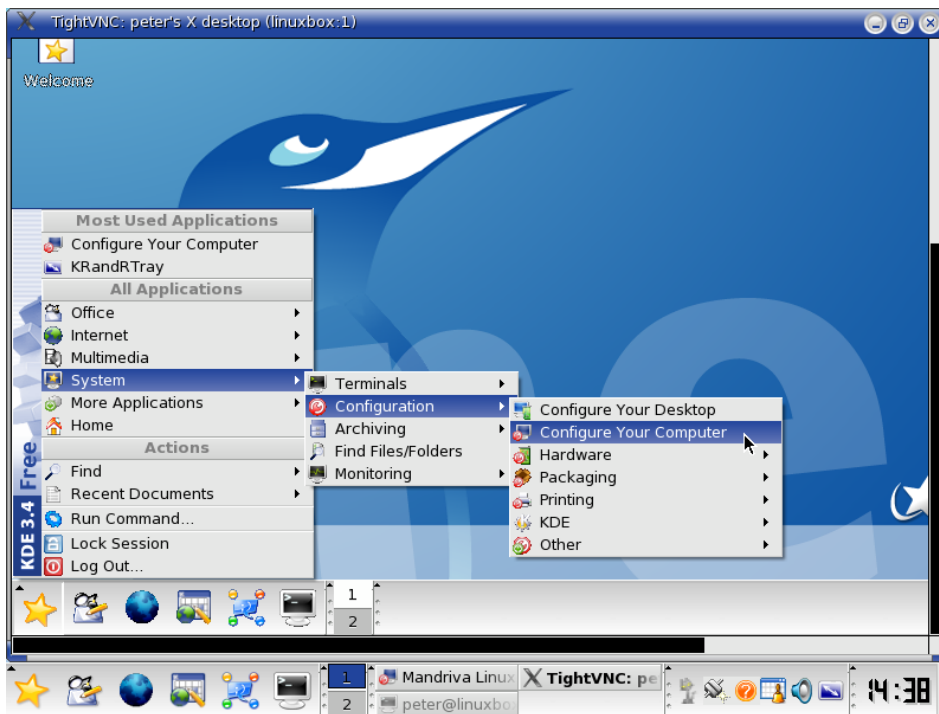 TightVNC: peter's X desktop (linuxbox:1)
Welcome
Most Used Applications
Configure Your Computer
KRandRTray
All Applications
Office
Internet
Multimedia
System
More Applications
Home
Actions
Find
Recent Documents
Run Command...
Lock Session
Log Out...
KDE 3.4 Free
Terminals
Configuration
Archiving
Find Files/Folders
Monitoring
Configure Your Desktop
Configure Your Computer
Hardware
Packaging
Printing
KDE
Other
ne
1
2
1
2
Mandriva Linux
TightVNC: pe
peter@linuxbo
14:38